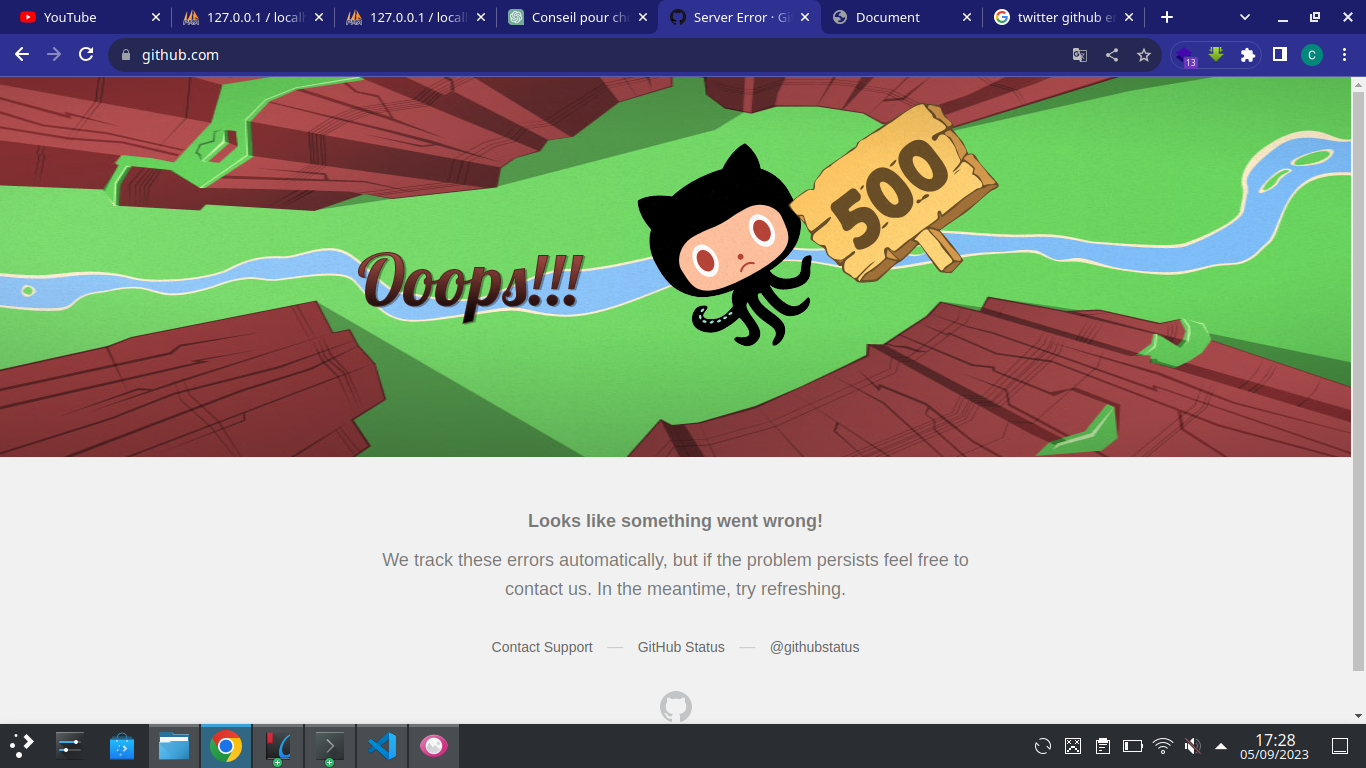 YouTube
127.0.0.1 / locall
127.0.0.1 / locall
Conseil pour cho
Server Error · Gi
Document
twitter github er
github.com
13
C
500
Ooops!!!
Looks like something went wrong!
We track these errors automatically, but if the problem persists feel free to
contact us. In the meantime, try refreshing.
Contact Support — GitHub Status — @githubstatus
17:28
05/09/2023